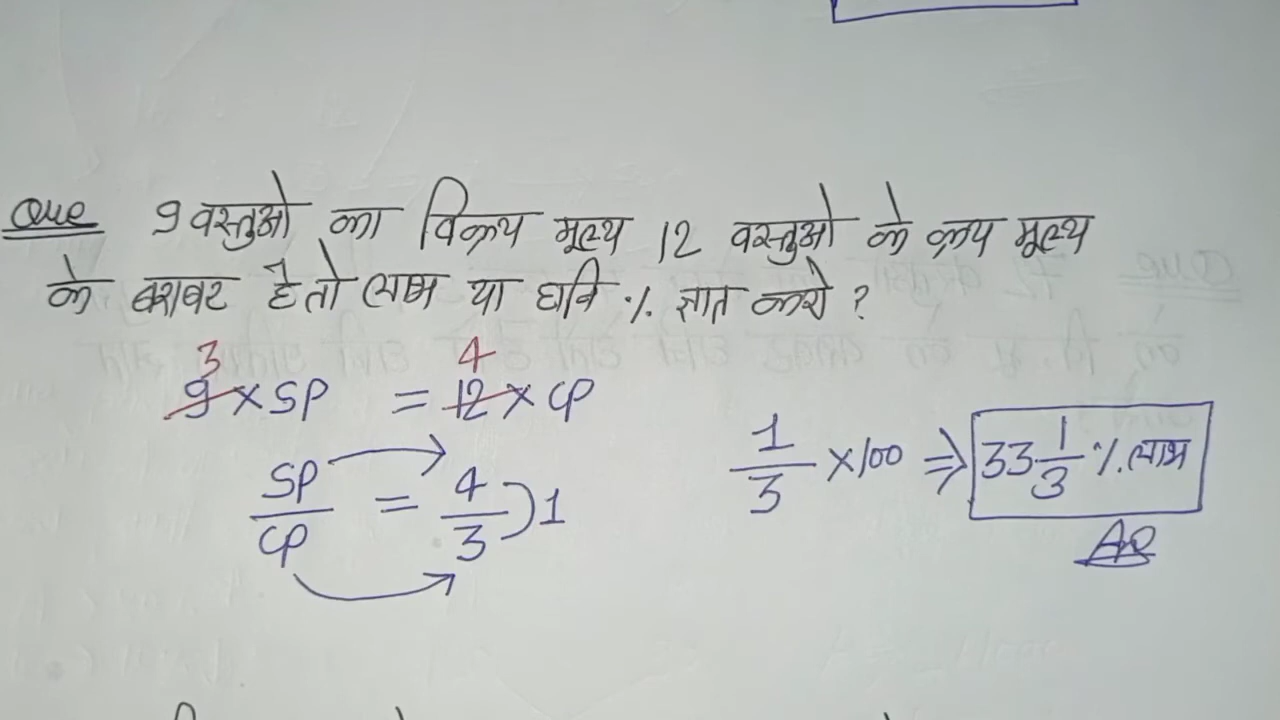 Que 9 वस्तुओ का विक्रय मूल्य 12 वस्तुओ के क्रय मूल्य
के बराबर है तो लाभ या हानि % ज्ञात करो ?
3 4
9 × SP = 12 × CP
SP/CP = 4/3 ) 1
1/3 × 100 ⇒ 33 1/3 % लाभ
As